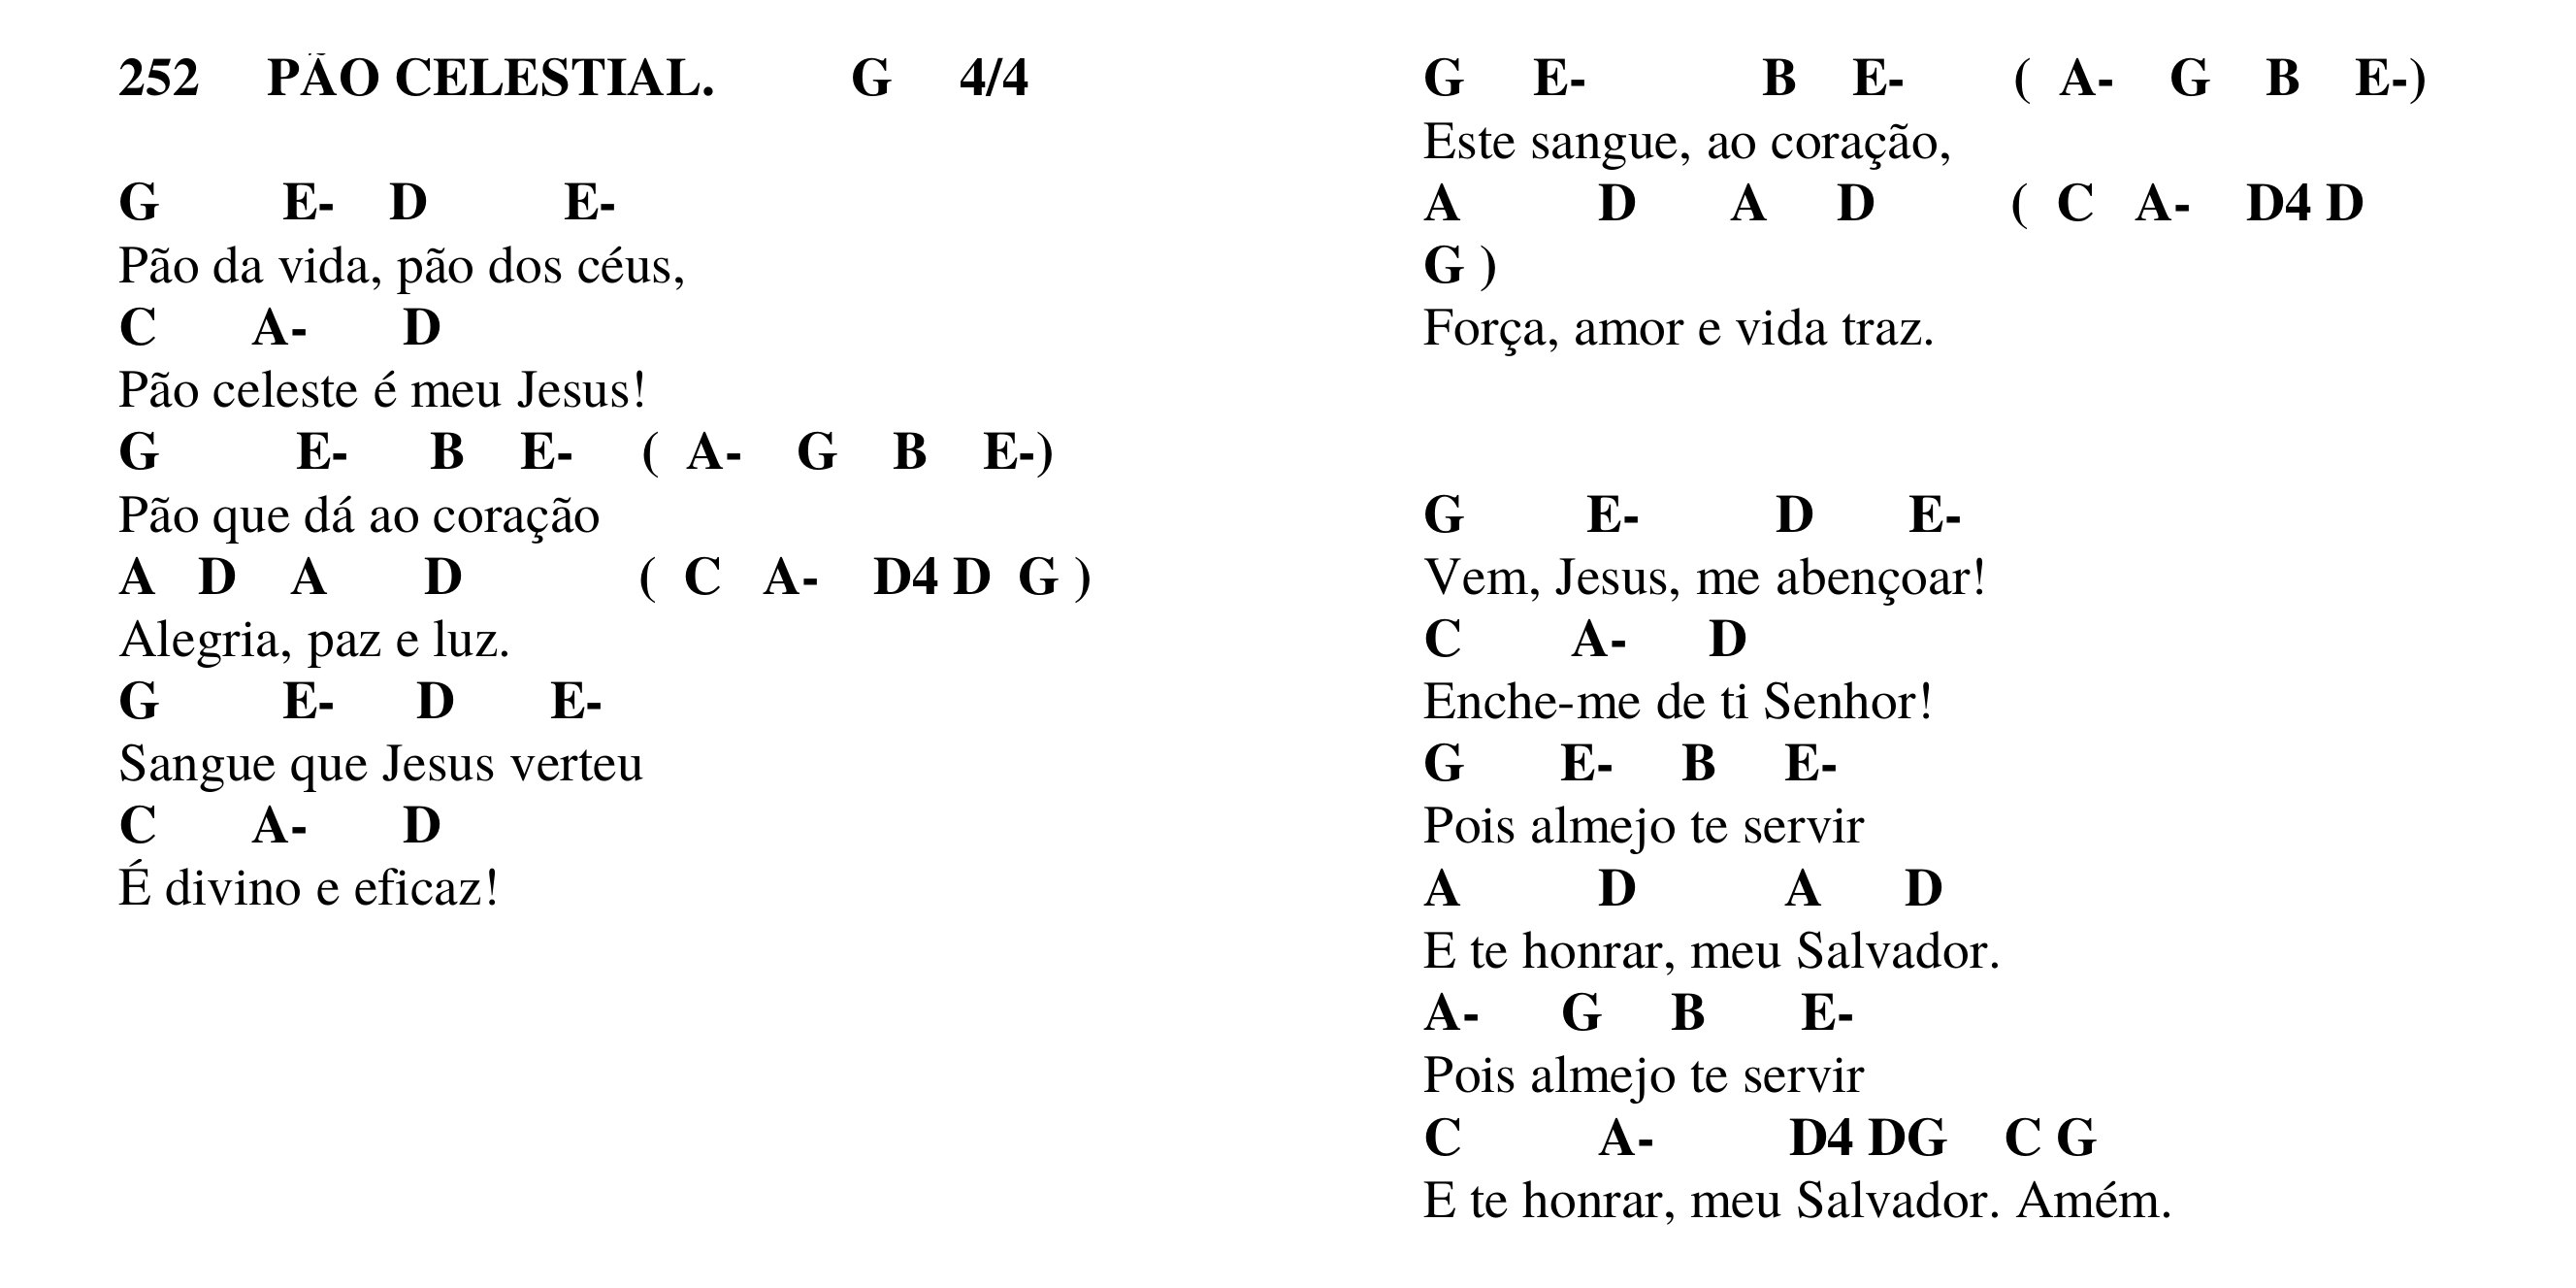 252 PÃO CELESTIAL. G 4/4
G E- D E-
Pão da vida, pão dos céus,
C A- D
Pão celeste é meu Jesus!
G E- B E- ( A- G B E-)
Pão que dá ao coração
A D A D ( C A- D4 D G )
Alegria, paz e luz.
G E- D E-
Sangue que Jesus verteu
C A- D
É divino e eficaz!
G E- B E- ( A- G B E-)
Este sangue, ao coração,
A D A D ( C A- D4 D
G )
Força, amor e vida traz.
G E- D E-
Vem, Jesus, me abençoar!
C A- D
Enche-me de ti Senhor!
G E- B E-
Pois almejo te servir
A D A D
E te honrar, meu Salvador.
A- G B E-
Pois almejo te servir
C A- D4 DG C G
E te honrar, meu Salvador. Amém.